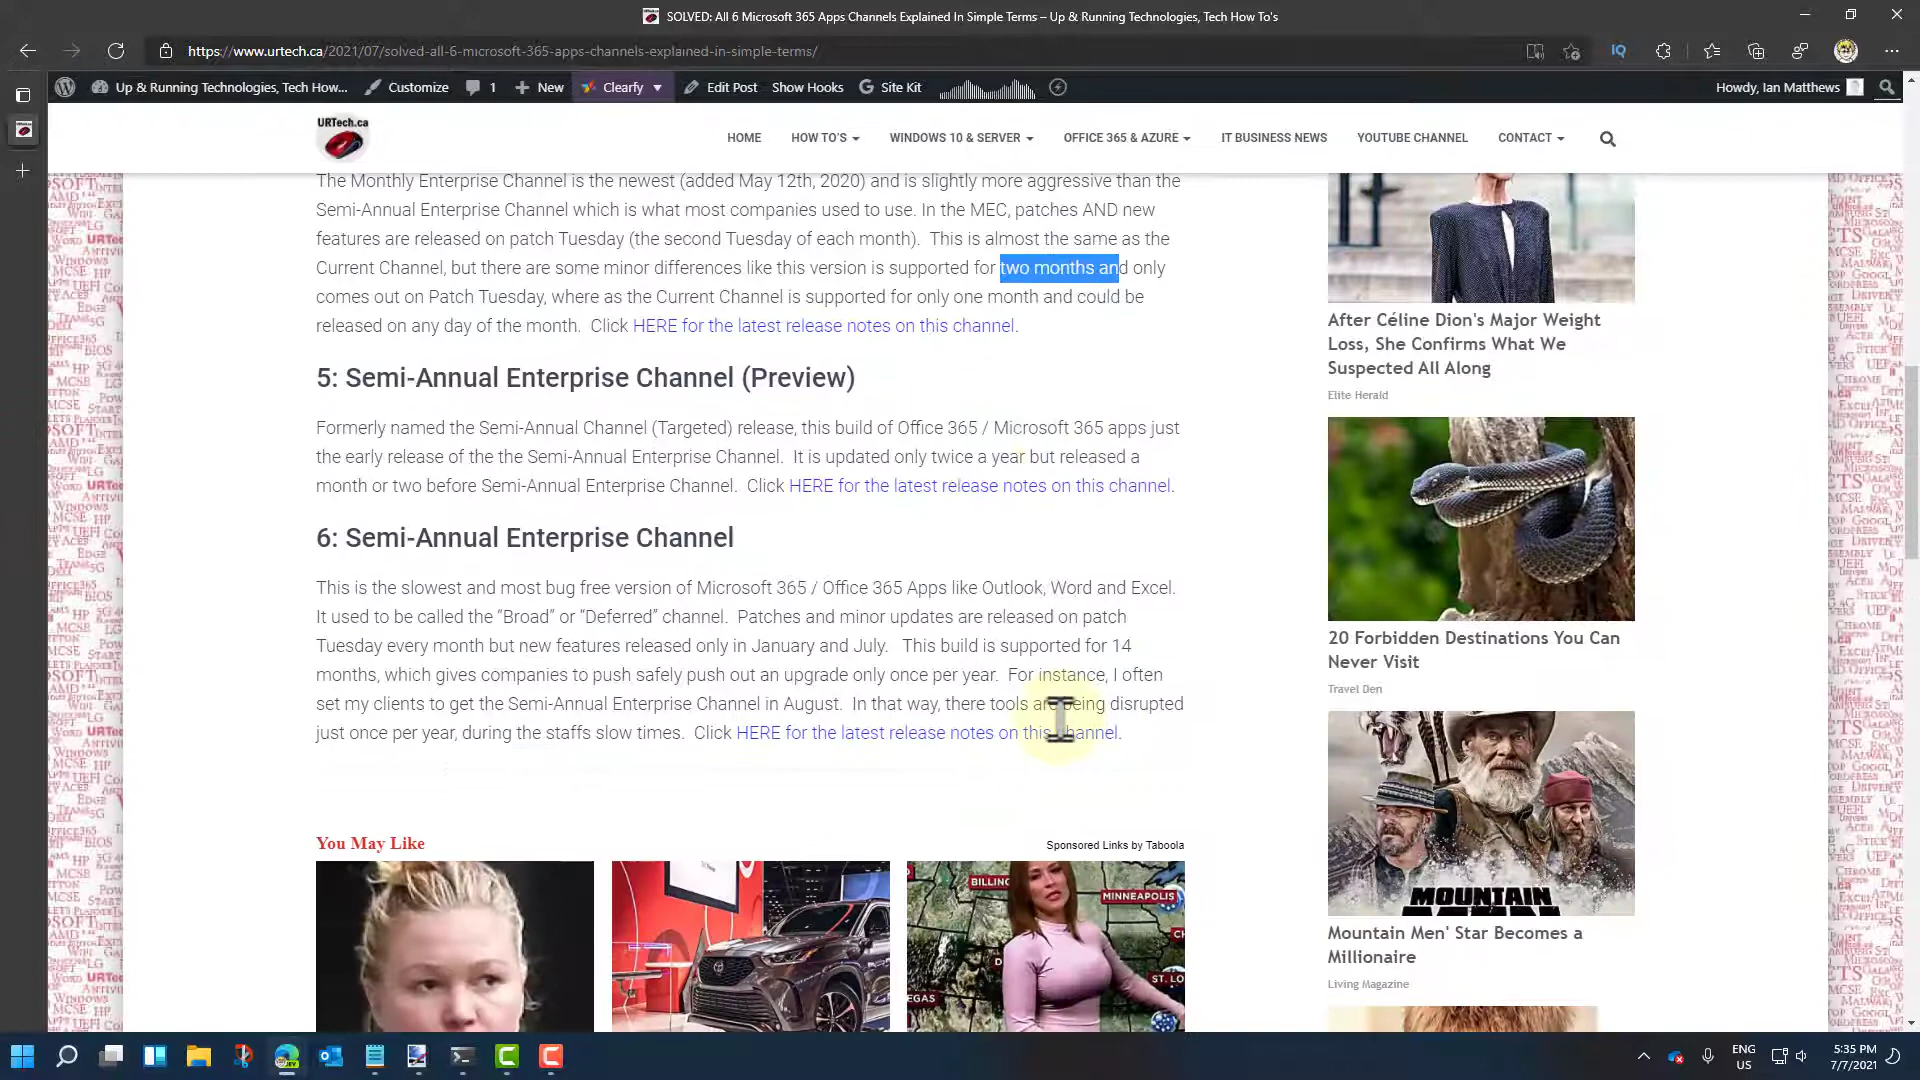 SOLVED: All 6 Microsoft 365 Apps Channels Explained In Simple Terms – Up & Running Technologies, Tech How To's
https://www.urtech.ca/2021/07/solved-all-6-microsoft-365-apps-channels-explained-in-simple-terms/
Up & Running Technologies, Tech How... Customize 1 New Clearfy Edit Post Show Hooks Site Kit Howdy, Ian Matthews
URTech.ca
HOME HOW TO'S WINDOWS 10 & SERVER OFFICE 365 & AZURE IT BUSINESS NEWS YOUTUBE CHANNEL CONTACT
The Monthly Enterprise Channel is the newest (added May 12th, 2020) and is slightly more aggressive than the
Semi-Annual Enterprise Channel which is what most companies used to use. In the MEC, patches AND new
features are released on patch Tuesday (the second Tuesday of each month). This is almost the same as the
Current Channel, but there are some minor differences like this version is supported for two months and only
comes out on Patch Tuesday, where as the Current Channel is supported for only one month and could be
released on any day of the month. Click HERE for the latest release notes on this channel.
5: Semi-Annual Enterprise Channel (Preview)
Formerly named the Semi-Annual Channel (Targeted) release, this build of Office 365 / Microsoft 365 apps just
the early release of the the Semi-Annual Enterprise Channel. It is updated only twice a year but released a
month or two before Semi-Annual Enterprise Channel. Click HERE for the latest release notes on this channel.
6: Semi-Annual Enterprise Channel
This is the slowest and most bug free version of Microsoft 365 / Office 365 Apps like Outlook, Word and Excel.
It used to be called the “Broad” or “Deferred” channel. Patches and minor updates are released on patch
Tuesday every month but new features released only in January and July. This build is supported for 14
months, which gives companies to push safely push out an upgrade only once per year. For instance, I often
set my clients to get the Semi-Annual Enterprise Channel in August. In that way, there tools are being disrupted
just once per year, during the staffs slow times. Click HERE for the latest release notes on this channel.
You May Like
Sponsored Links by Taboola
BILLING
MINNEAPOLIS
ST. LO
EGAS
After Céline Dion's Major Weight
Loss, She Confirms What We
Suspected All Along
Elite Herald
20 Forbidden Destinations You Can
Never Visit
Travel Den
MOUNTAIN
Mountain Men' Star Becomes a
Millionaire
Living Magazine
ENG
US
5:35 PM
7/7/2021